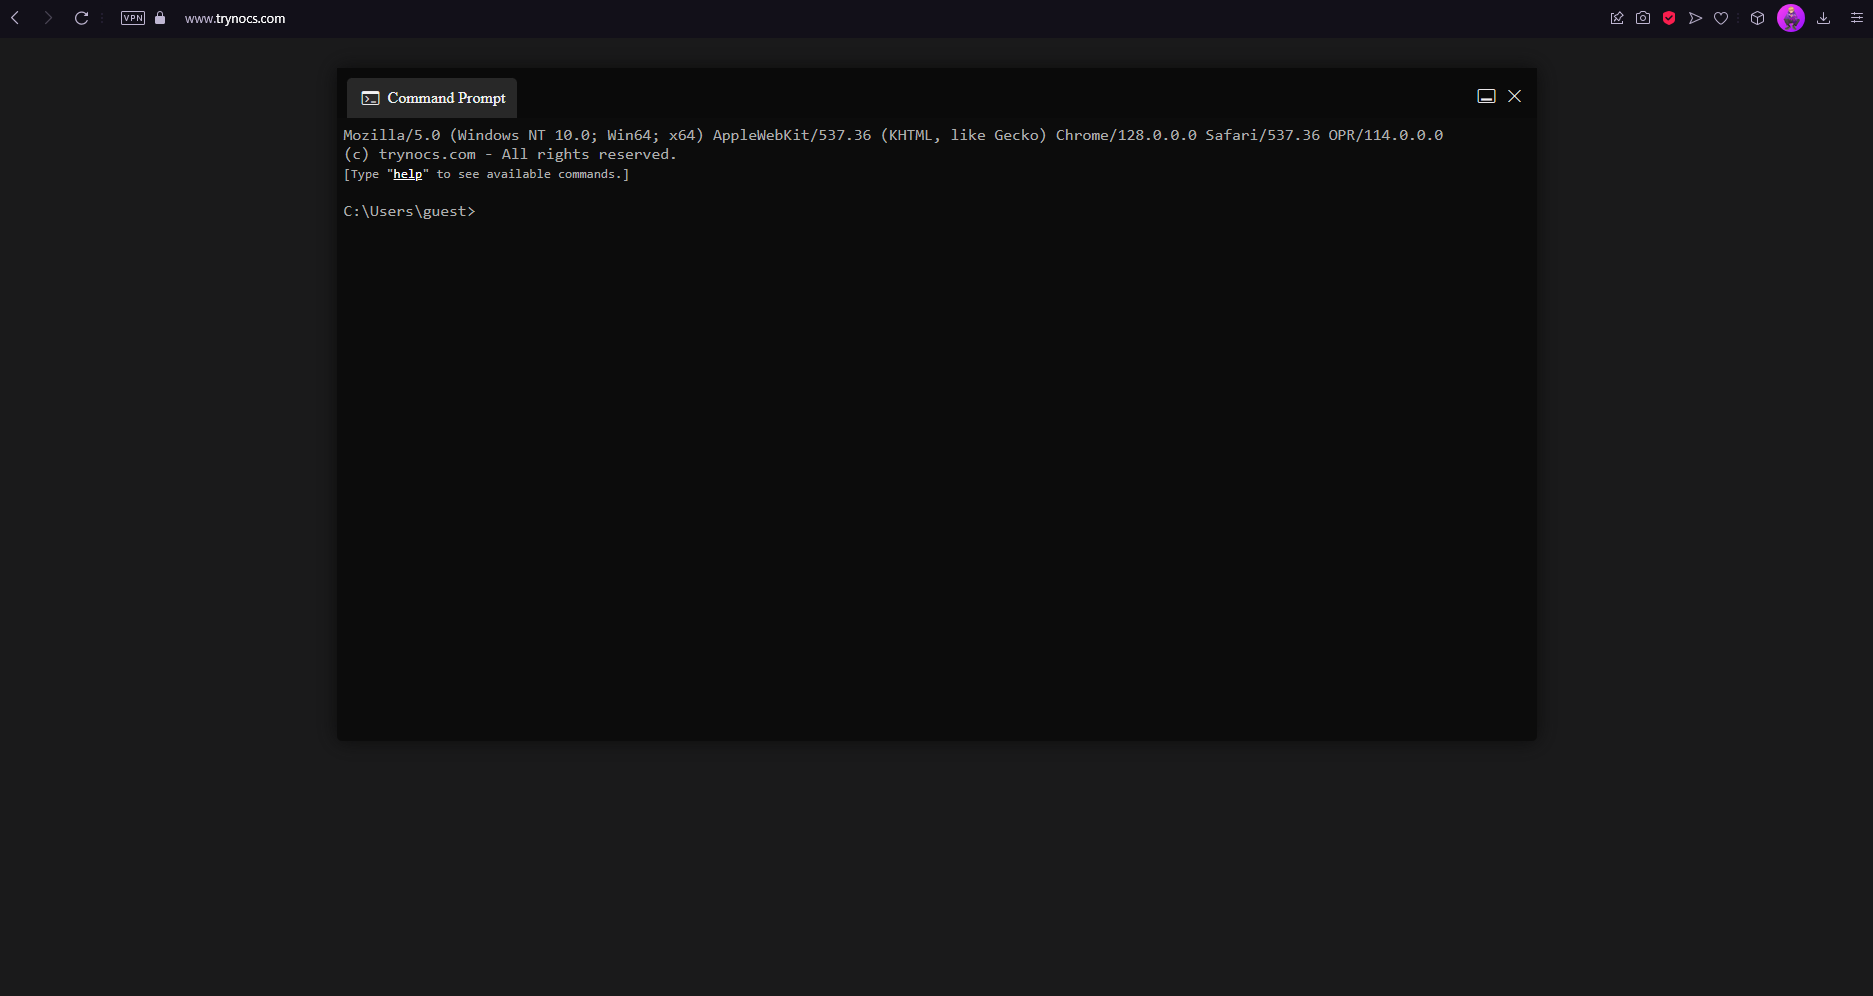 VPN www.trynocs.com
Command Prompt
Mozilla/5.0 (Windows NT 10.0; Win64; x64) AppleWebKit/537.36 (KHTML, like Gecko) Chrome/128.0.0.0 Safari/537.36 OPR/114.0.0.0
(c) trynocs.com - All rights reserved.
[Type "help" to see available commands.]
C:\Users\guest>